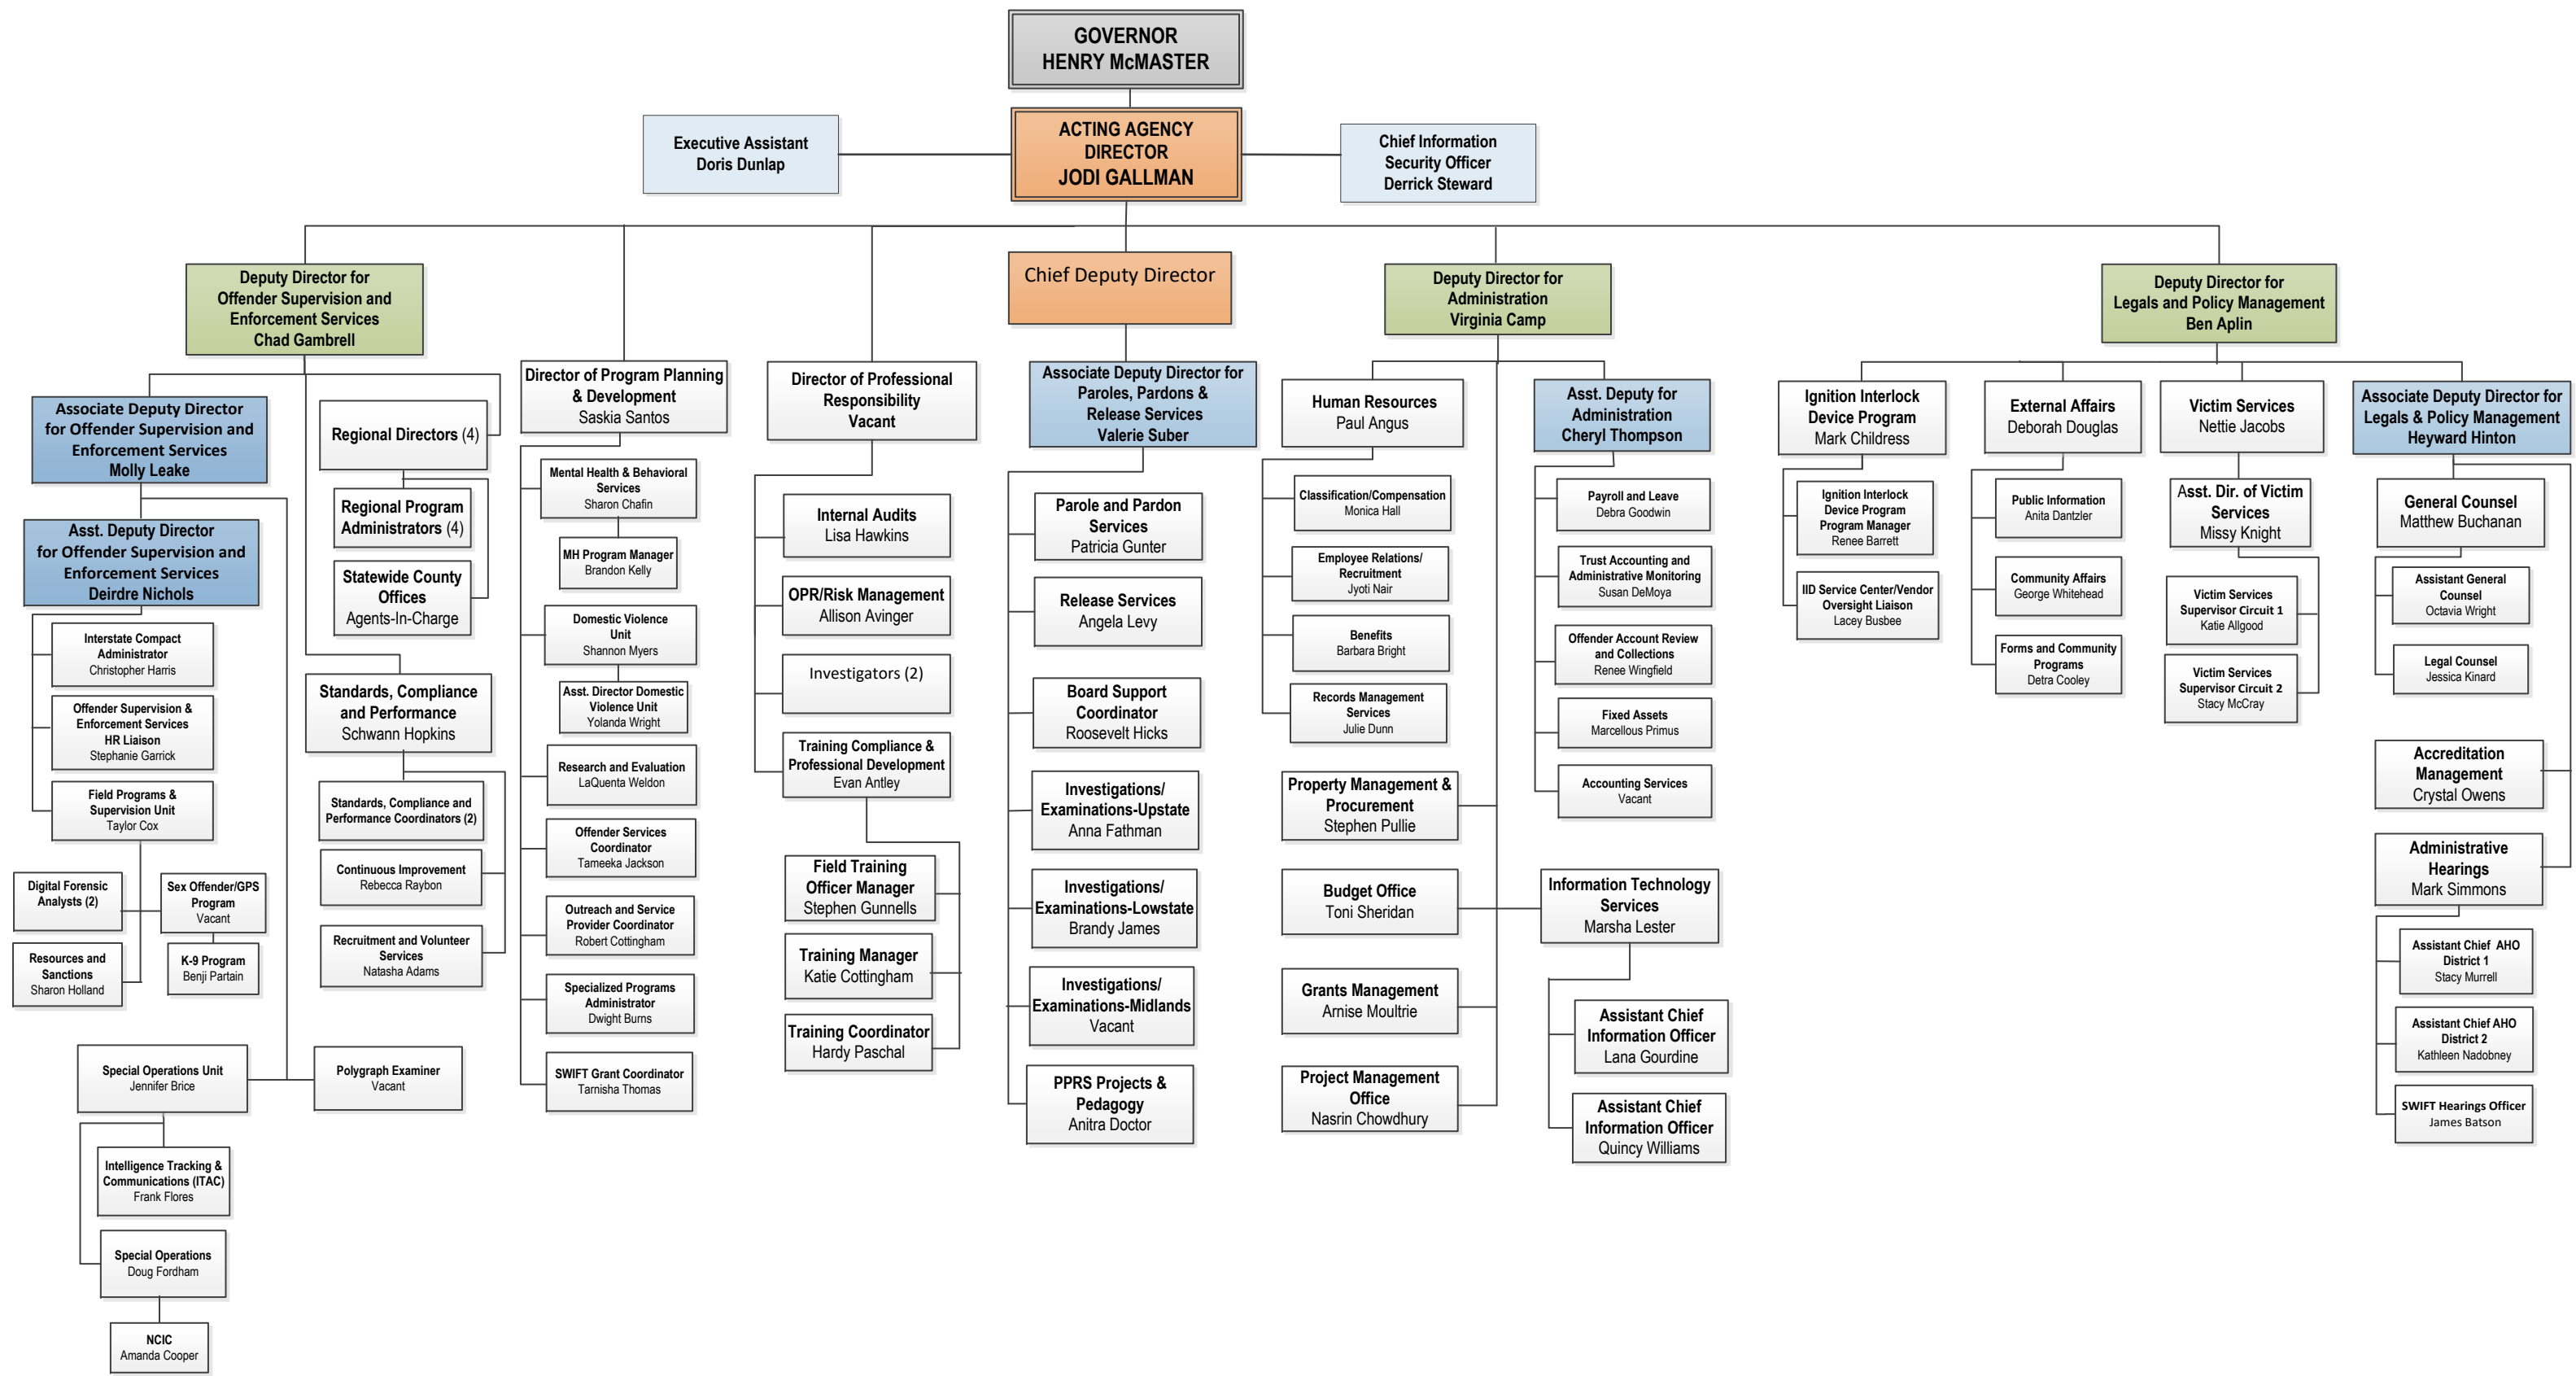 GOVERNOR
HENRY McMASTER
Executive Assistant
Doris Dunlap
ACTING AGENCY
DIRECTOR
JODI GALLMAN
Chief Information
Security Officer
Derrick Steward
Deputy Director for
Offender Supervision and
Enforcement Services
Chad Gambrell
Chief Deputy Director
Deputy Director for
Administration
Virginia Camp
Deputy Director for
Legals and Policy Management
Ben Aplin
Associate Deputy Director
for Offender Supervision and
Enforcement Services
Molly Leake
Asst. Deputy Director
for Offender Supervision and
Enforcement Services
Deirdre Nichols
Interstate Compact
Administrator
Christopher Harris
Offender Supervision &
Enforcement Services
HR Liaison
Stephanie Garrick
Field Programs &
Supervision Unit
Taylor Cox
Digital Forensic
Analysts (2)
Sex Offender/GPS
Program
Vacant
Resources and
Sanctions
Sharon Holland
K-9 Program
Benji Partain
Special Operations Unit
Jennifer Brice
Polygraph Examiner
Vacant
Intelligence Tracking &
Communications (ITAC)
Frank Flores
Special Operations
Doug Fordham
NCIC
Amanda Cooper
Regional Directors (4)
Regional Program
Administrators (4)
Statewide County
Offices
Agents-In-Charge
Standards, Compliance
and Performance
Schwann Hopkins
Standards, Compliance and
Performance Coordinators (2)
Continuous Improvement
Rebecca Raybon
Recruitment and Volunteer
Services
Natasha Adams
Director of Program Planning
& Development
Saskia Santos
Mental Health & Behavioral
Services
Sharon Chafin
MH Program Manager
Brandon Kelly
Domestic Violence
Unit
Shannon Myers
Asst. Director Domestic
Violence Unit
Yolanda Wright
Research and Evaluation
LaQuenta Weldon
Offender Services
Coordinator
Tameeka Jackson
Outreach and Service
Provider Coordinator
Robert Cottingham
Specialized Programs
Administrator
Dwight Burns
SWIFT Grant Coordinator
Tarnisha Thomas
Director of Professional
Responsibility
Vacant
Internal Audits
Lisa Hawkins
OPR/Risk Management
Allison Avinger
Investigators (2)
Training Compliance &
Professional Development
Evan Antley
Field Training
Officer Manager
Stephen Gunnells
Training Manager
Katie Cottingham
Training Coordinator
Hardy Paschal
Associate Deputy Director for
Paroles, Pardons &
Release Services
Valerie Suber
Parole and Pardon
Services
Patricia Gunter
Release Services
Angela Levy
Board Support
Coordinator
Roosevelt Hicks
Investigations/
Examinations-Upstate
Anna Fathman
Investigations/
Examinations-Lowstate
Brandy James
Investigations/
Examinations-Midlands
Vacant
PPRS Projects &
Pedagogy
Anitra Doctor
Human Resources
Paul Angus
Classification/Compensation
Monica Hall
Employee Relations/
Recruitment
Jyoti Nair
Benefits
Barbara Bright
Records Management
Services
Julie Dunn
Property Management &
Procurement
Stephen Pullie
Budget Office
Toni Sheridan
Grants Management
Arnise Moultrie
Project Management
Office
Nasrin Chowdhury
Asst. Deputy for
Administration
Cheryl Thompson
Payroll and Leave
Debra Goodwin
Trust Accounting and
Administrative Monitoring
Susan DeMoya
Offender Account Review
and Collections
Renee Wingfield
Fixed Assets
Marcellous Primus
Accounting Services
Vacant
Information Technology
Services
Marsha Lester
Assistant Chief
Information Officer
Lana Gourdine
Assistant Chief
Information Officer
Quincy Williams
Ignition Interlock
Device Program
Mark Childress
Ignition Interlock
Device Program
Program Manager
Renee Barrett
IID Service Center/Vendor
Oversight Liaison
Lacey Busbee
External Affairs
Deborah Douglas
Public Information
Anita Dantzler
Community Affairs
George Whitehead
Forms and Community
Programs
Detra Cooley
Victim Services
Nettie Jacobs
Asst. Dir. of Victim
Services
Missy Knight
Victim Services
Supervisor Circuit 1
Katie Allgood
Victim Services
Supervisor Circuit 2
Stacy McCray
Associate Deputy Director for
Legals & Policy Management
Heyward Hinton
General Counsel
Matthew Buchanan
Assistant General
Counsel
Octavia Wright
Legal Counsel
Jessica Kinard
Accreditation
Management
Crystal Owens
Administrative
Hearings
Mark Simmons
Assistant Chief AHO
District 1
Stacy Murrell
Assistant Chief AHO
District 2
Kathleen Nadobney
SWIFT Hearings Officer
James Batson